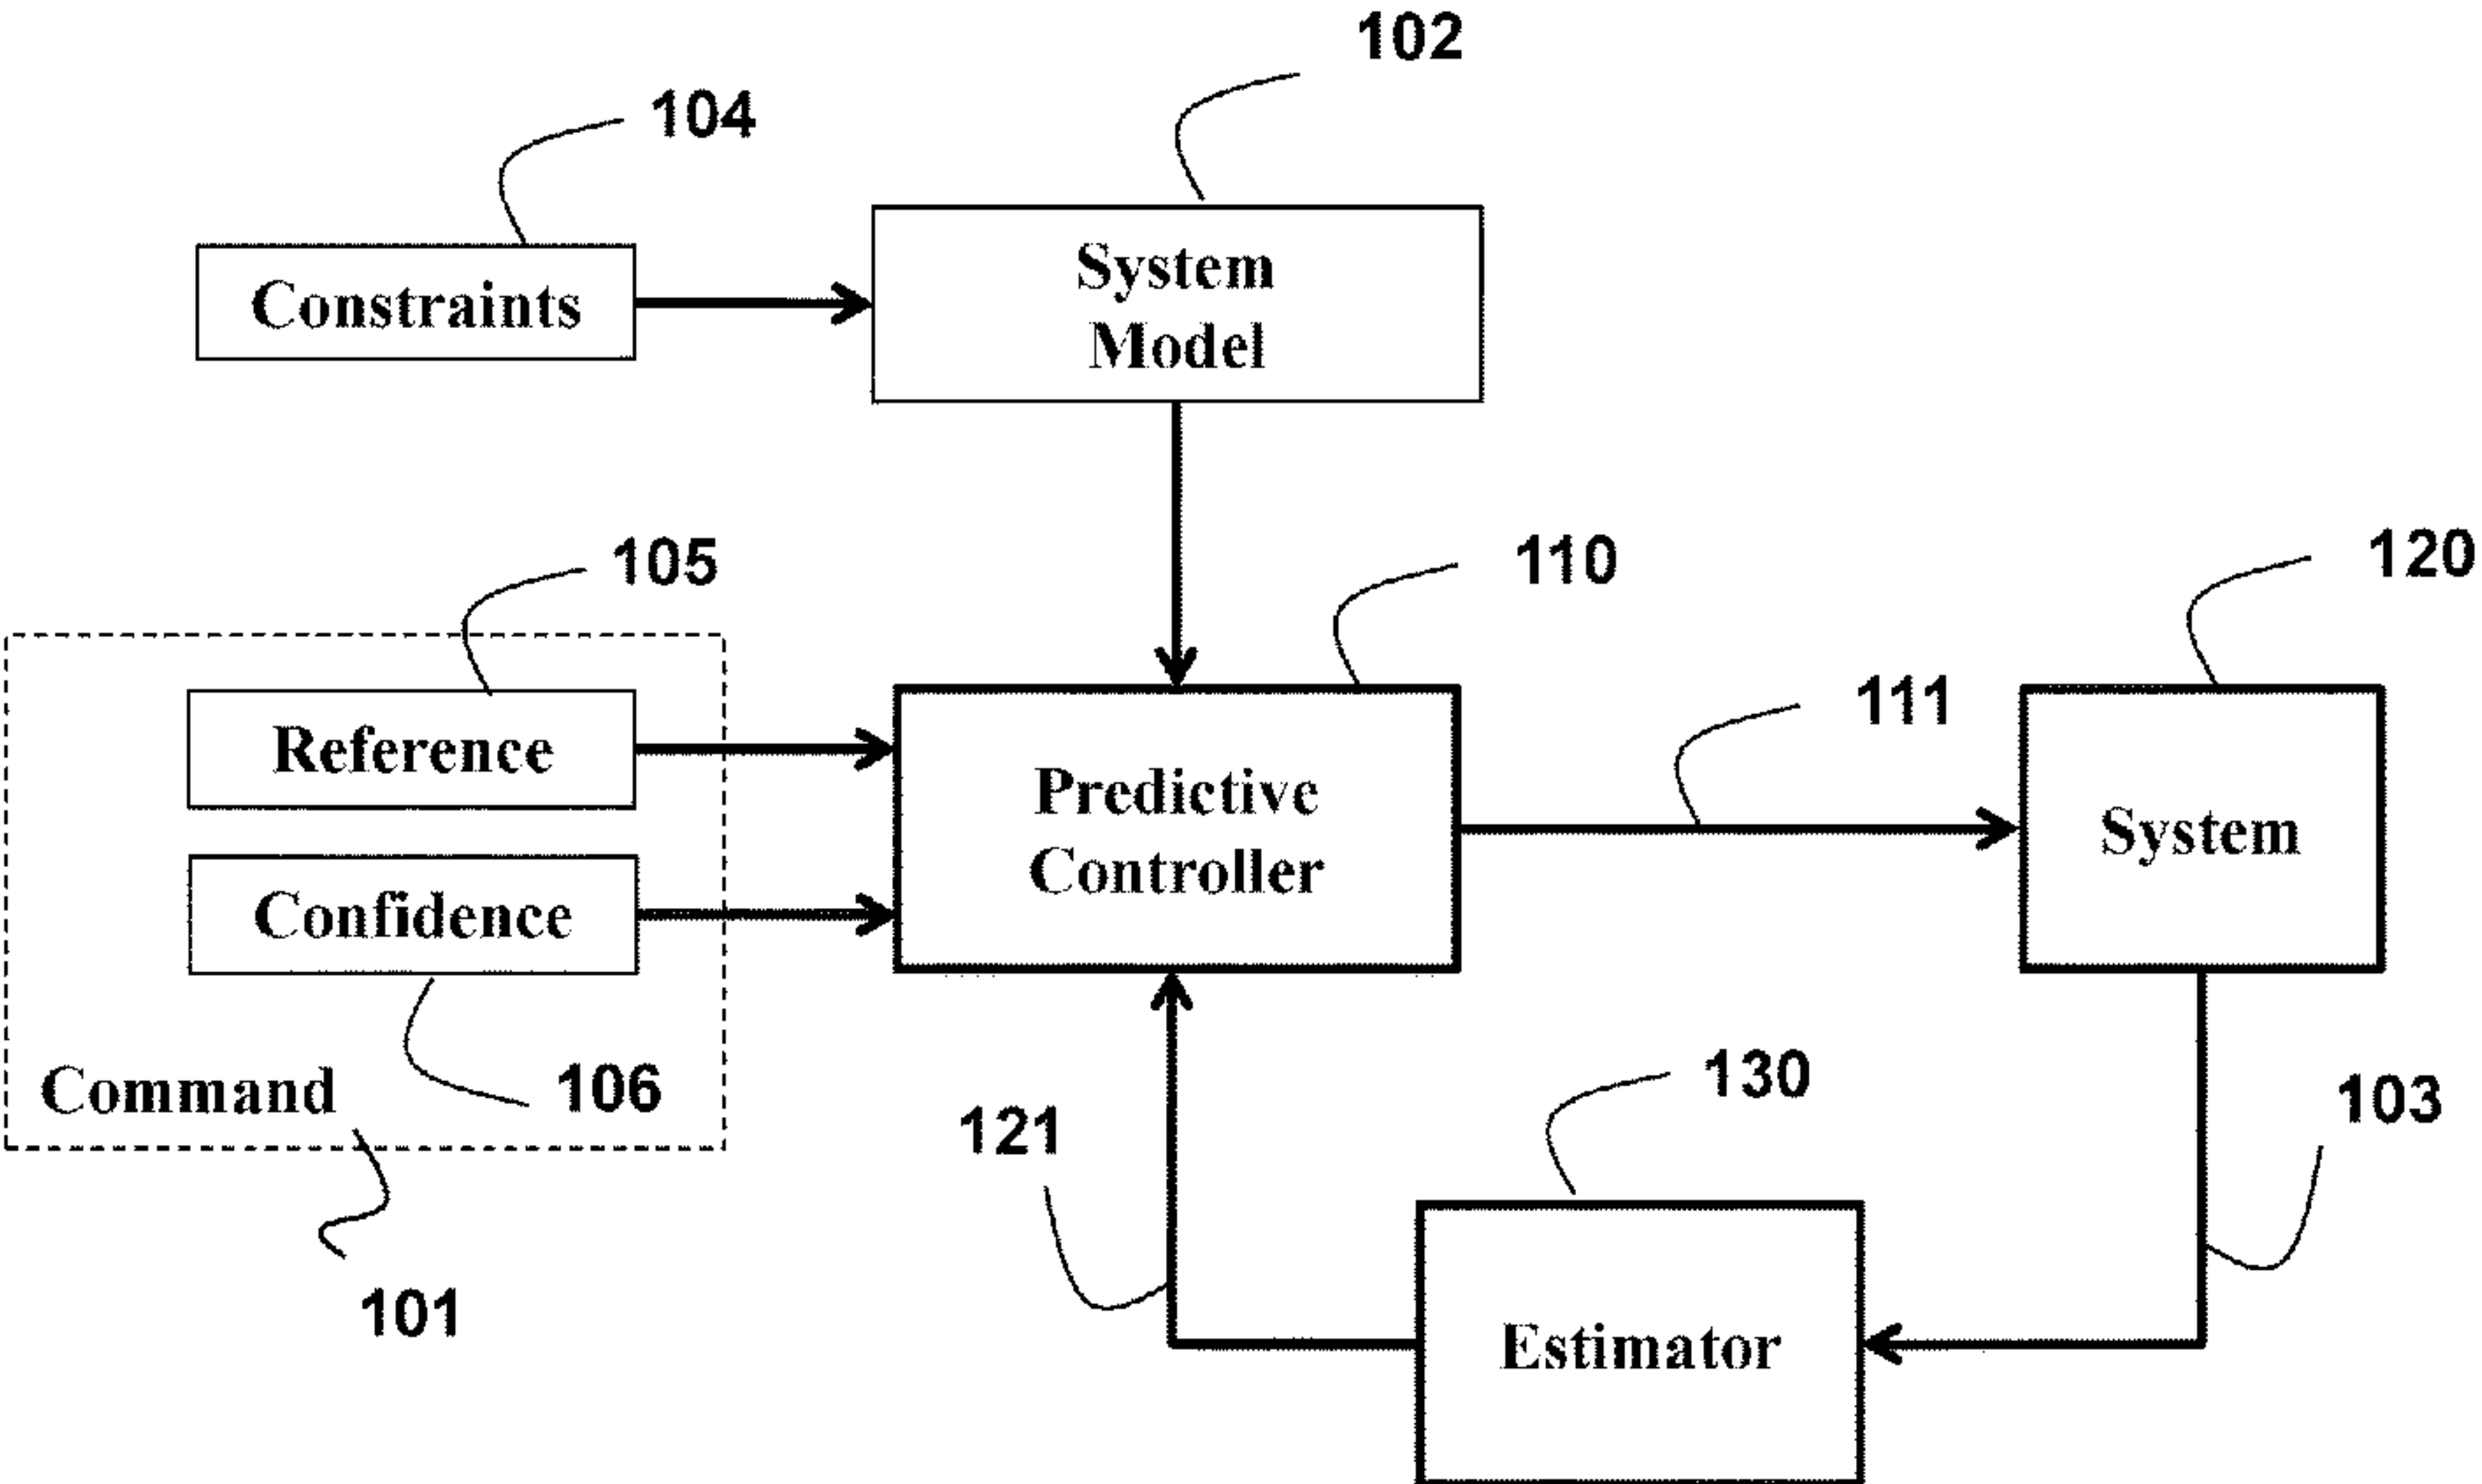 102
104
System
Model
Constraints
105
110
120
111
Reference
Predictive
Controller
System
Confidence
Command
106
130
103
121
101
Estimator